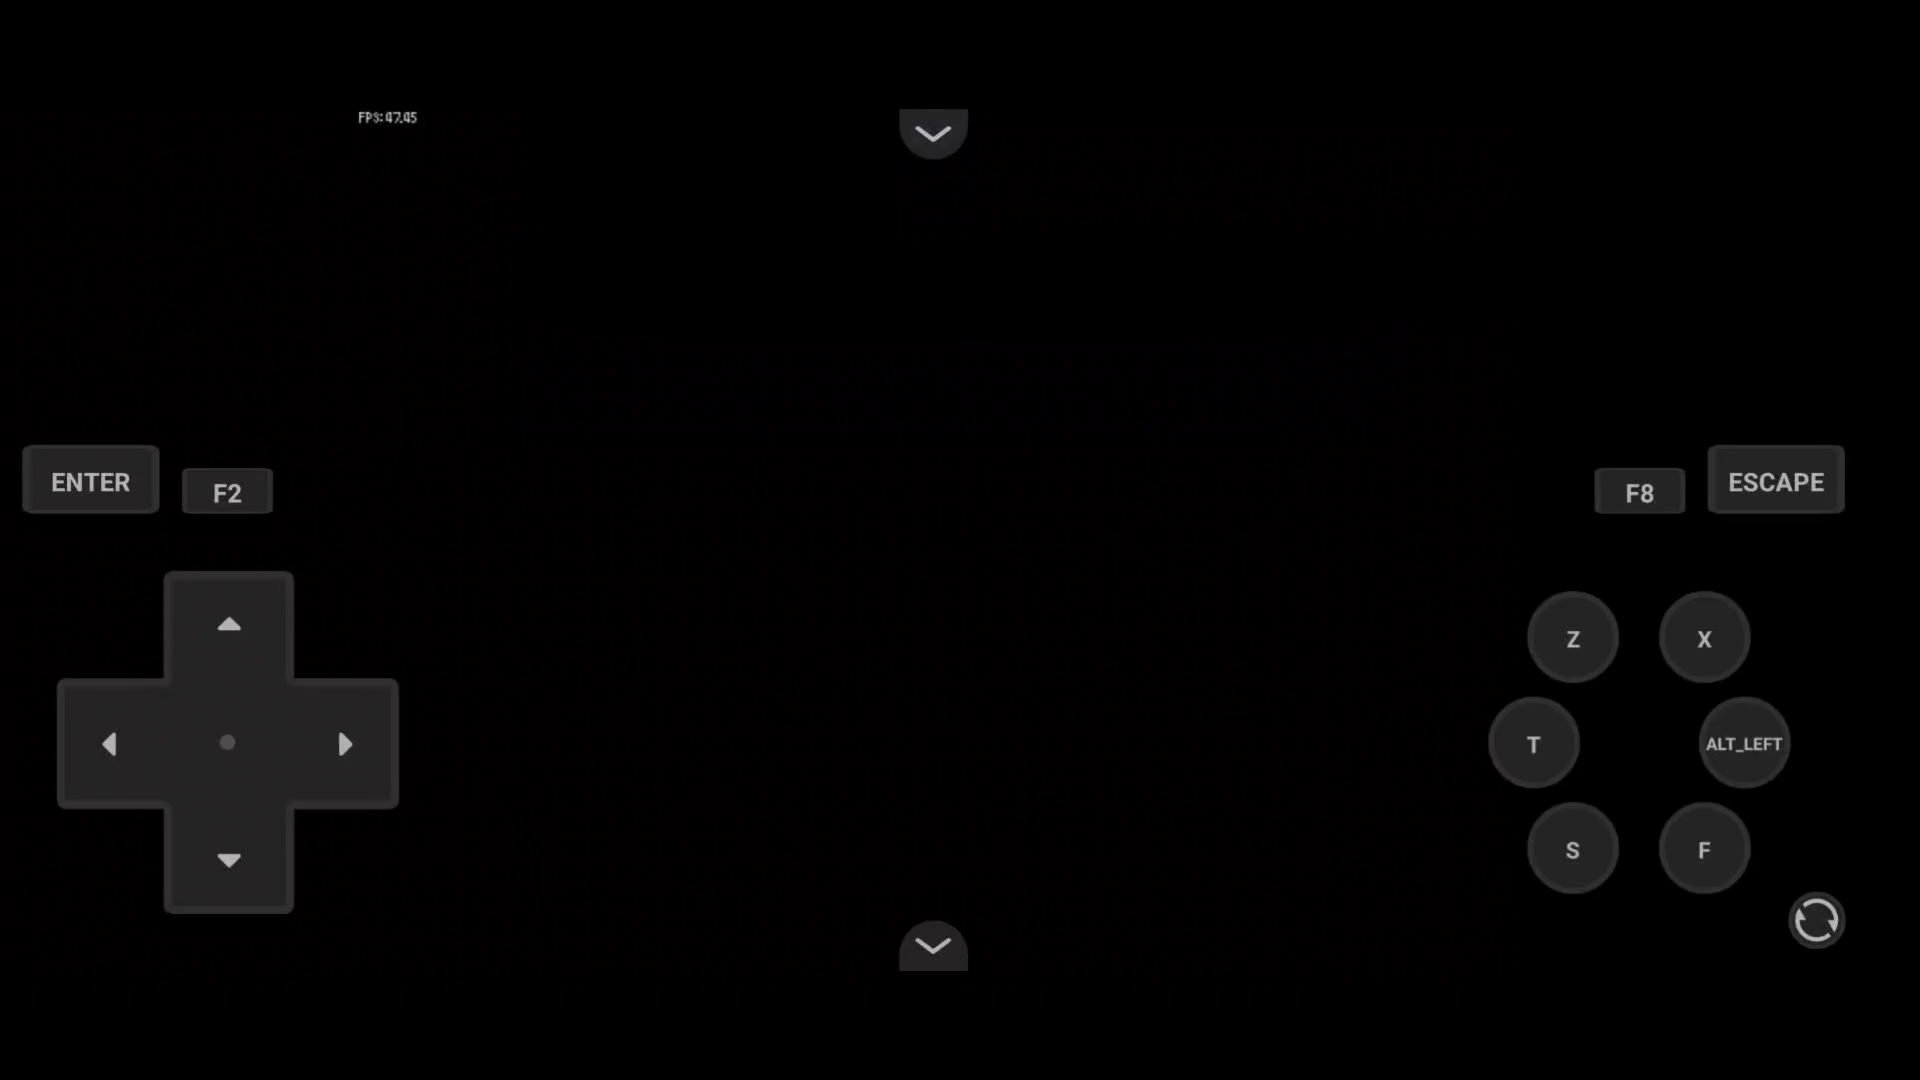 FPS:47.45
ENTER
F2
F8
ESCAPE
Z
X
T
ALT_LEFT
S
F